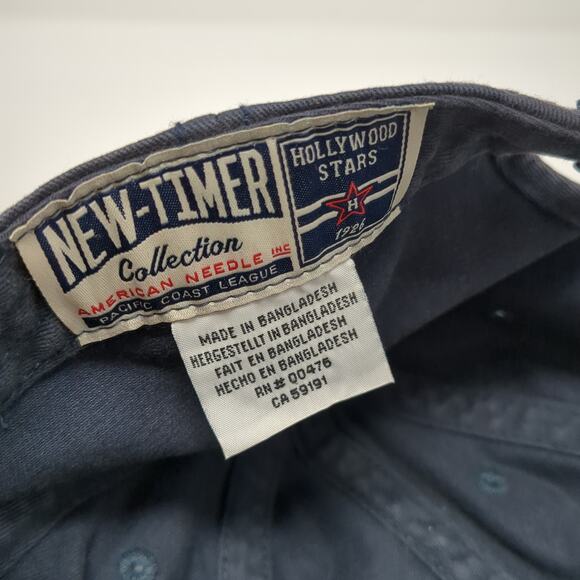 NEW-TIMER
Collection
AMERICAN NEEDLE INC
PACIFIC COAST LEAGUE
HOLLYWOOD
STARS
H
1926
MADE IN BANGLADESH
HERGESTELLT IN BANGLADESH
FAIT EN BANGLADESH
HECHO EN BANGLADESH
RN# 00476
CA 59191